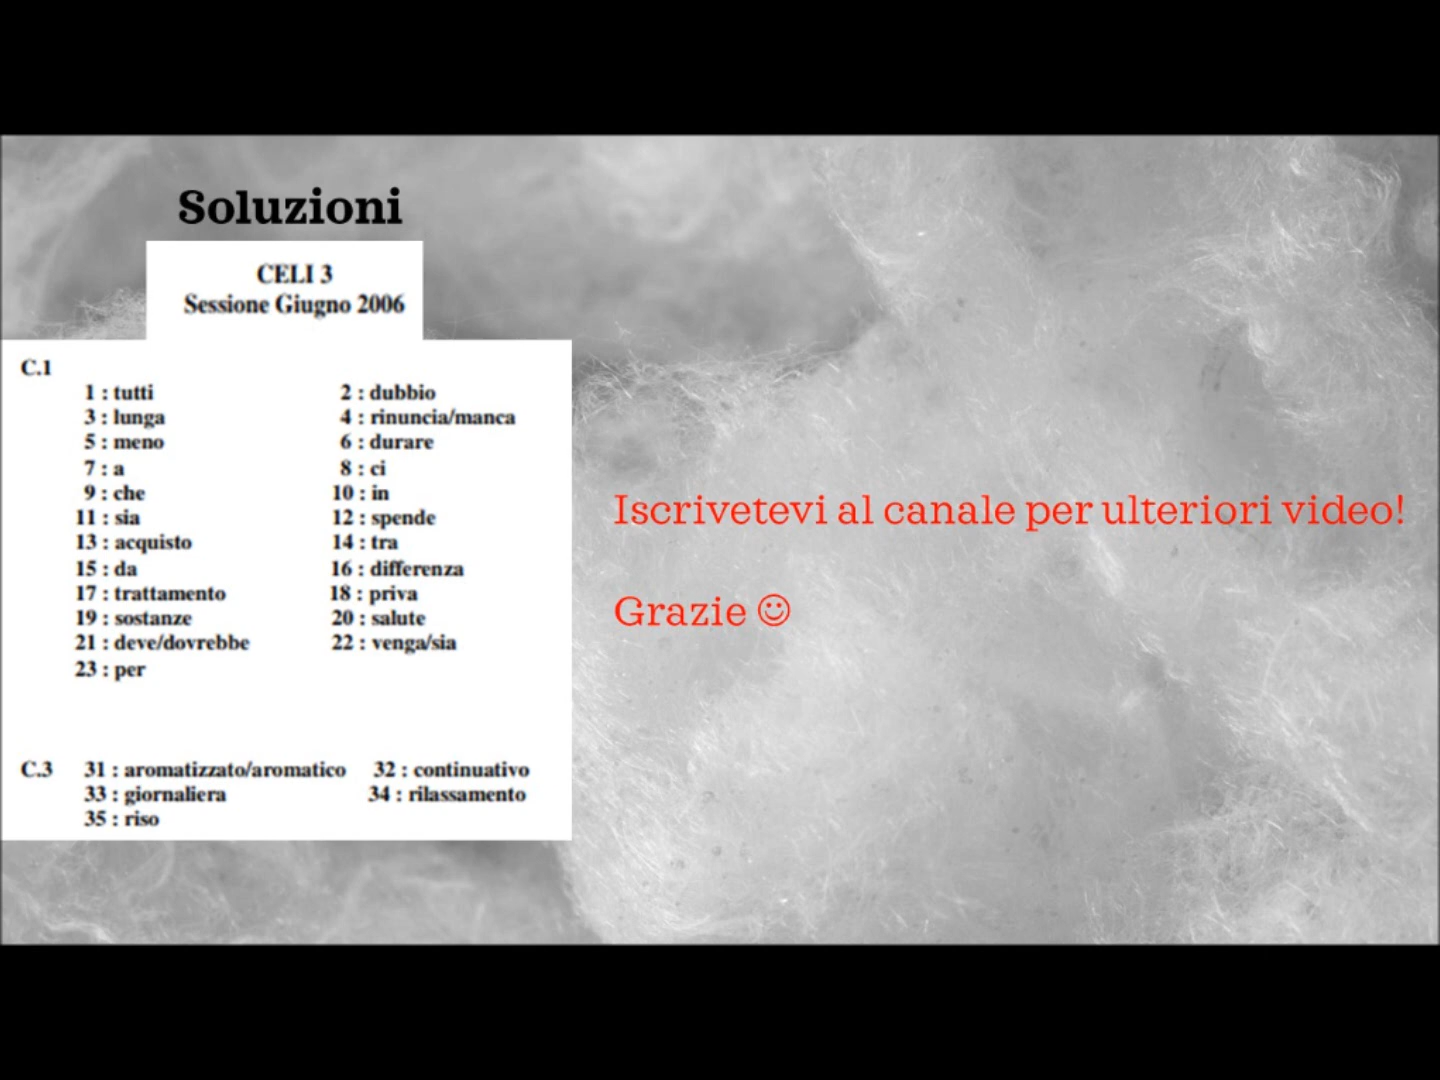 Soluzioni
CELI 3
Sessione Giugno 2006
C.1
1 : tutti 2 : dubbio
3 : lunga 4 : rinuncia/manca
5 : meno 6 : durare
7 : a 8 : ci
9 : che 10 : in
11 : sia 12 : spende
13 : acquisto 14 : tra
15 : da 16 : differenza
17 : trattamento 18 : priva
19 : sostanze 20 : salute
21 : deve/dovrebbe 22 : venga/sia
23 : per
C.3 31 : aromatizzato/aromatico 32 : continuativo
33 : giornaliera 34 : rilassamento
35 : riso
Iscrivetevi al canale per ulteriori video!
Grazie ☺